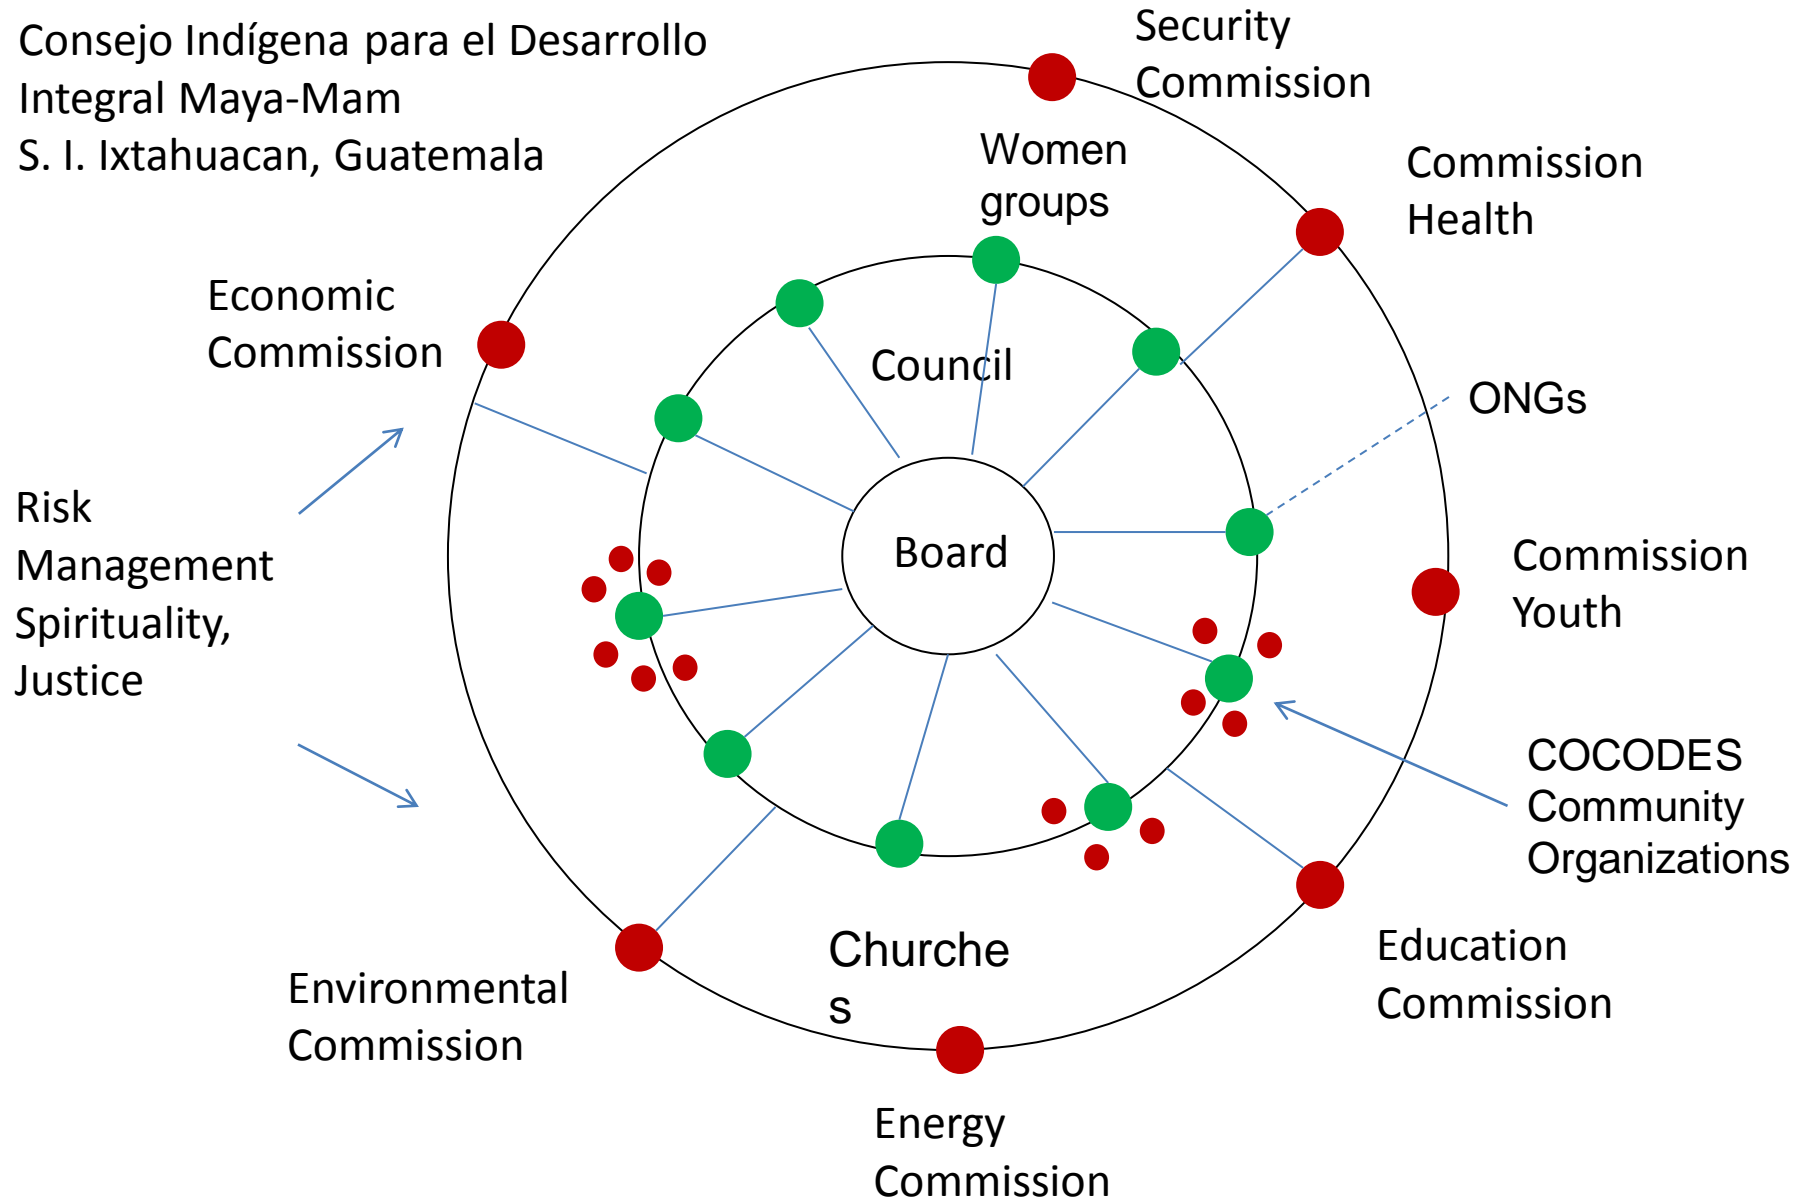 Consejo Indígena para el Desarrollo
Integral Maya-Mam
S. I. Ixtahuacan, Guatemala
Security
Commission
Women
groups
Commission
Health
Economic
Commission
Council
ONGs
Risk
Management
Spirituality,
Justice
Board
Commission
Youth
COCODES
Community
Organizations
Churche
s
Education
Commission
Environmental
Commission
Energy
Commission